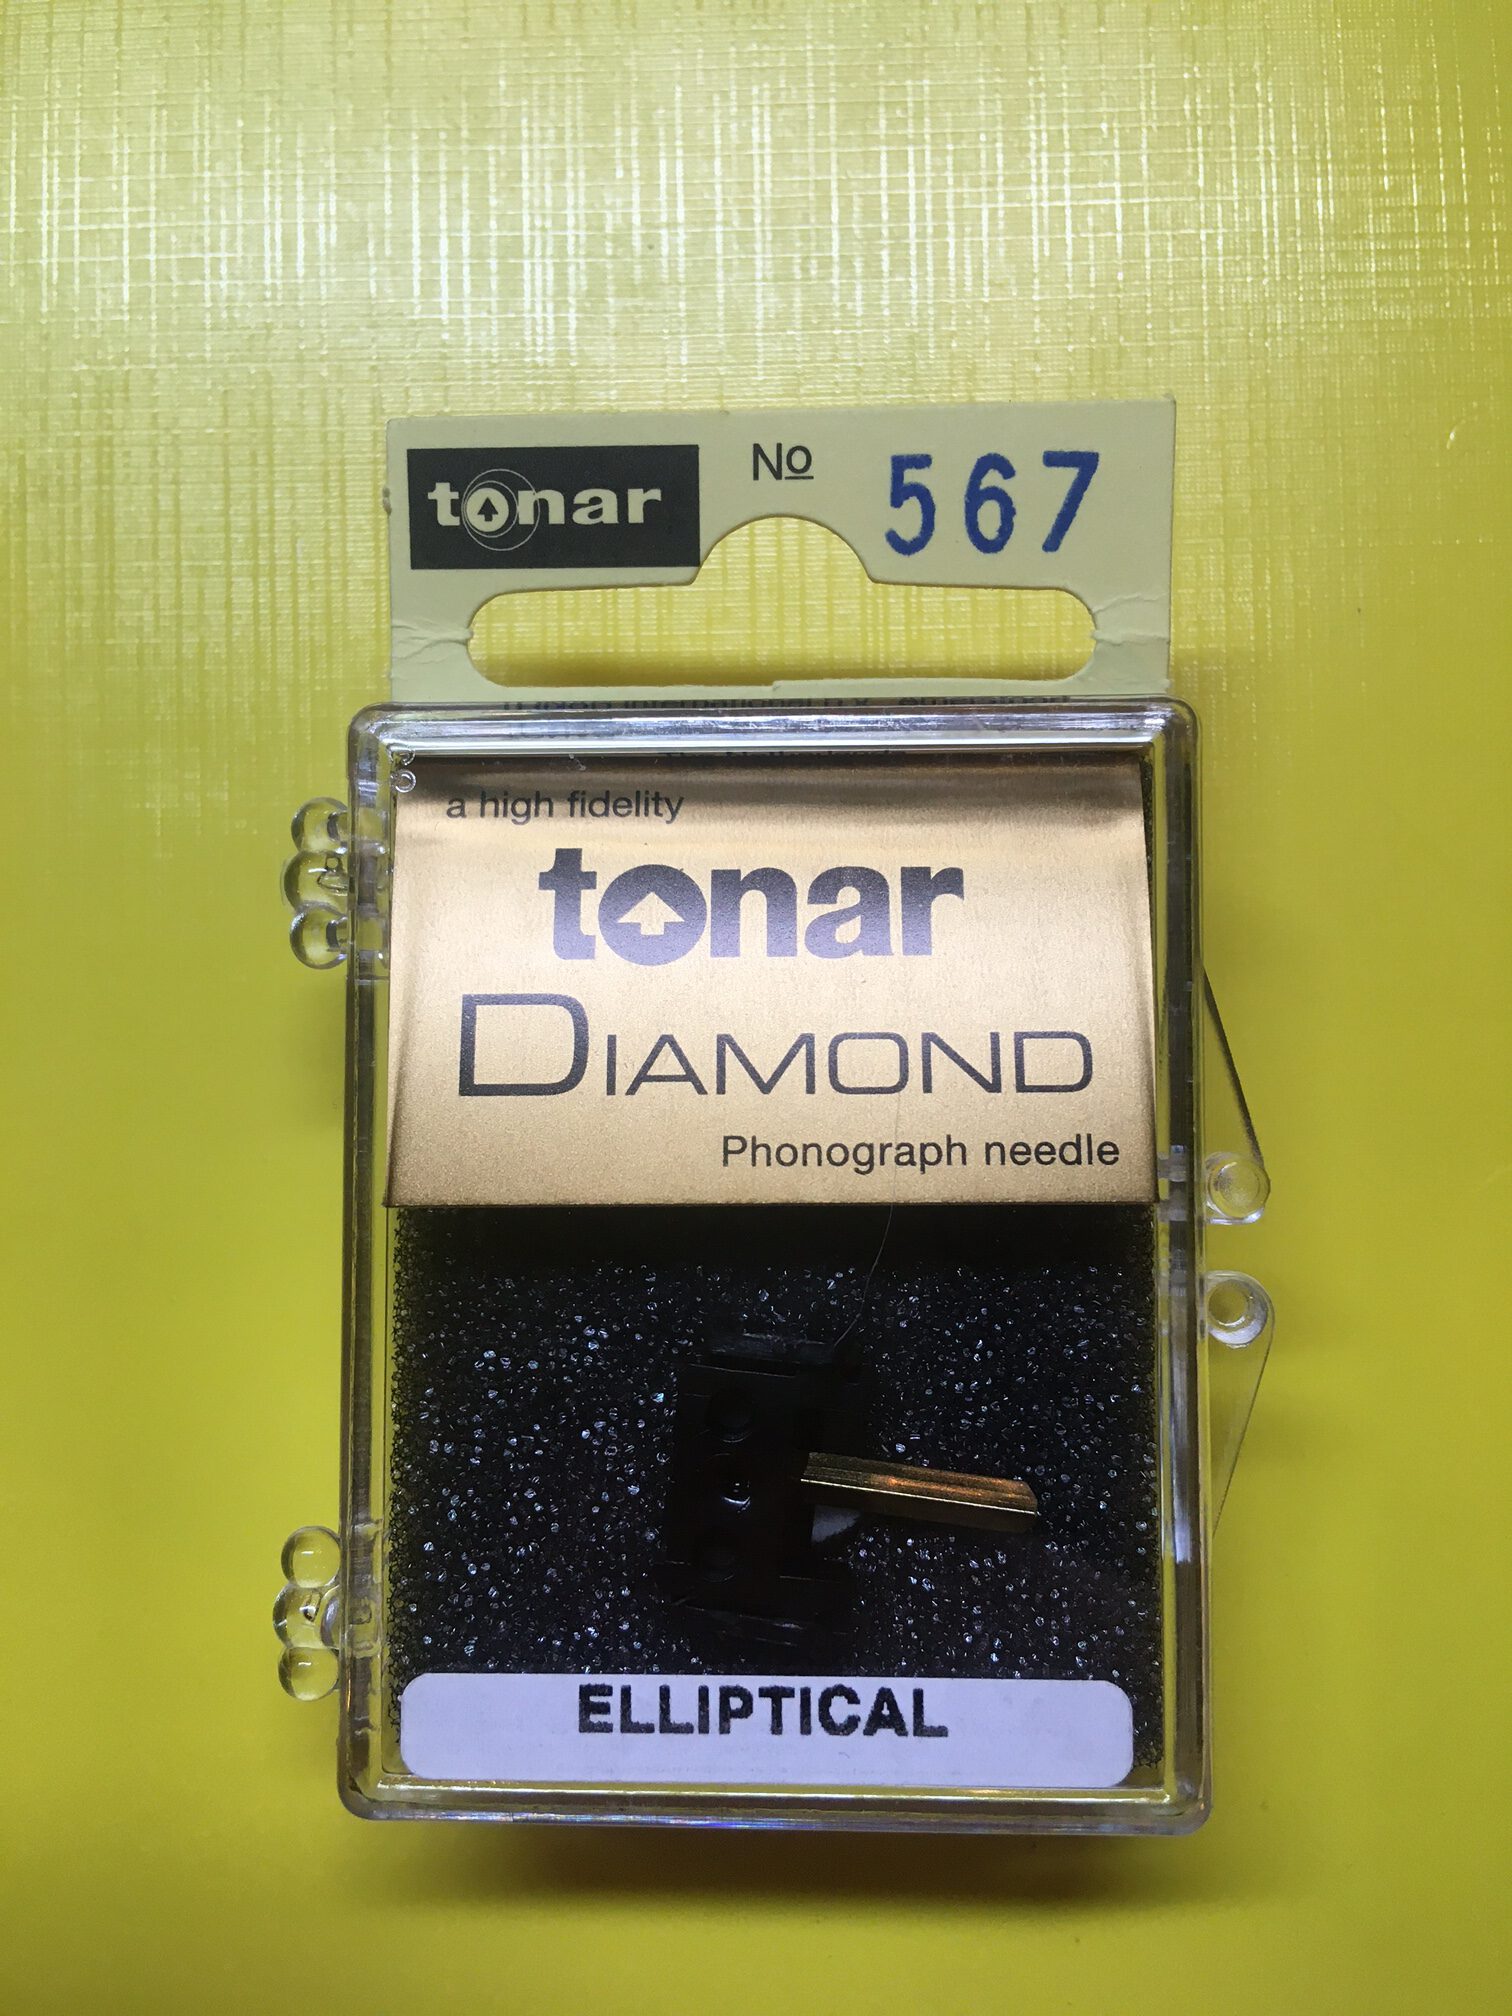 tonar No 567
a high fidelity
tonar
DIAMOND
Phonograph needle
ELLIPTICAL